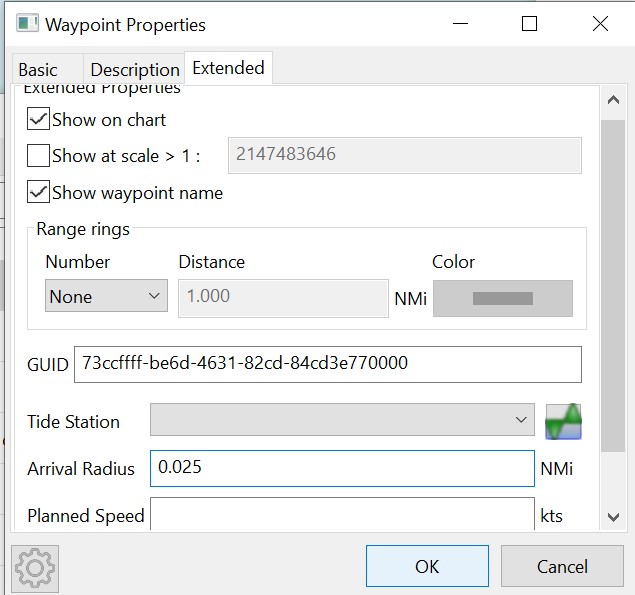 Waypoint Properties
Basic Description Extended
Extended Properties
Show on chart
Show at scale > 1 : 2147483646
Show waypoint name
Range rings
Number Distance Color
None 1.000 NMi
GUID 73ccffff-be6d-4631-82cd-84cd3e770000
Tide Station
Arrival Radius 0.025 NMi
Planned Speed kts
OK Cancel